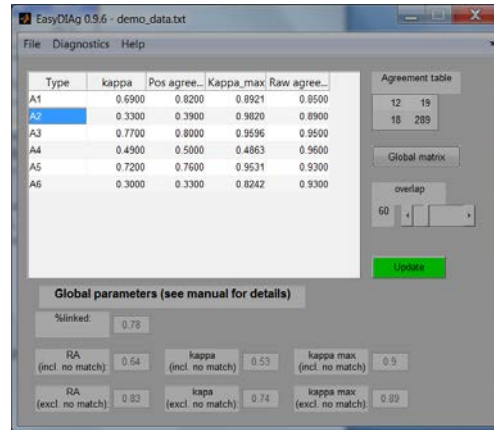 EasyDIAg 0.9.6 - demo_data.txt
File Diagnostics Help
Type kappa Pos agree... Kappa_max Raw agree...
A1 0.6900 0.8200 0.8921 0.8500
A2 0.3300 0.3900 0.9820 0.8900
A3 0.7700 0.8000 0.9596 0.9500
A4 0.4900 0.5000 0.4863 0.9600
A5 0.7200 0.7600 0.9531 0.9300
A6 0.3000 0.3300 0.8242 0.9300
Agreement table
12 19
18 289
Global matrix
overlap
60
Update
Global parameters (see manual for details)
%linked: 0.78
RA (incl. no match): 0.64 kappa (incl. no match) 0.53 kappa max (incl. no match) 0.9
RA (excl. no match): 0.83 kapa (excl. no match): 0.74 kappa max (excl. no match) 0.89